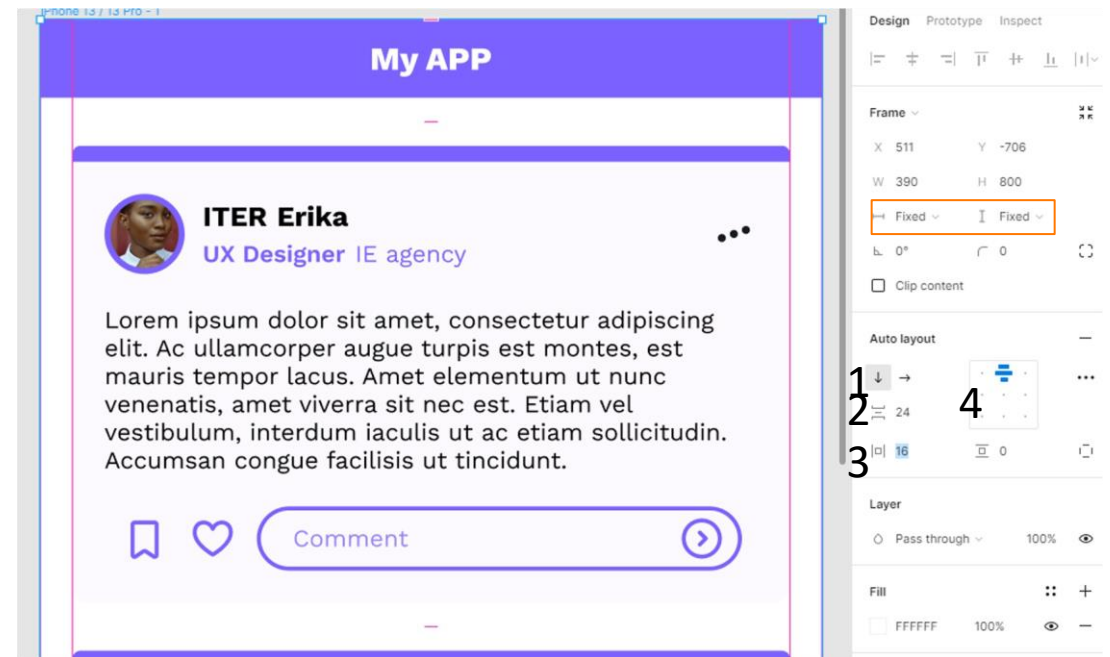 iPhone 13 / 13 Pro - 1
My APP
ITER Erika
UX Designer IE agency
Lorem ipsum dolor sit amet, consectetur adipiscing
elit. Ac ullamcorper augue turpis est montes, est
mauris tempor lacus. Amet elementum ut nunc
venenatis, amet viverra sit nec est. Etiam vel
vestibulum, interdum iaculis ut ac etiam sollicitudin.
Accumsan congue facilisis ut tincidunt.
Comment
Design Prototype Inspect
Frame
X 511 Y -706
W 390 H 800
Fixed Fixed
0° 0
Clip content
Auto layout
1
2 24 4
3 16 0
Layer
Pass through 100%
Fill
FFFFFF 100%